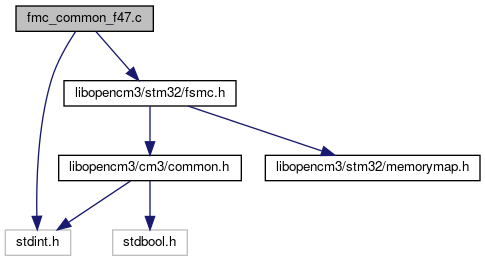 fmc_common_f47.c
libopencm3/stm32/fsmc.h
libopencm3/cm3/common.h
libopencm3/stm32/memorymap.h
stdint.h
stdbool.h